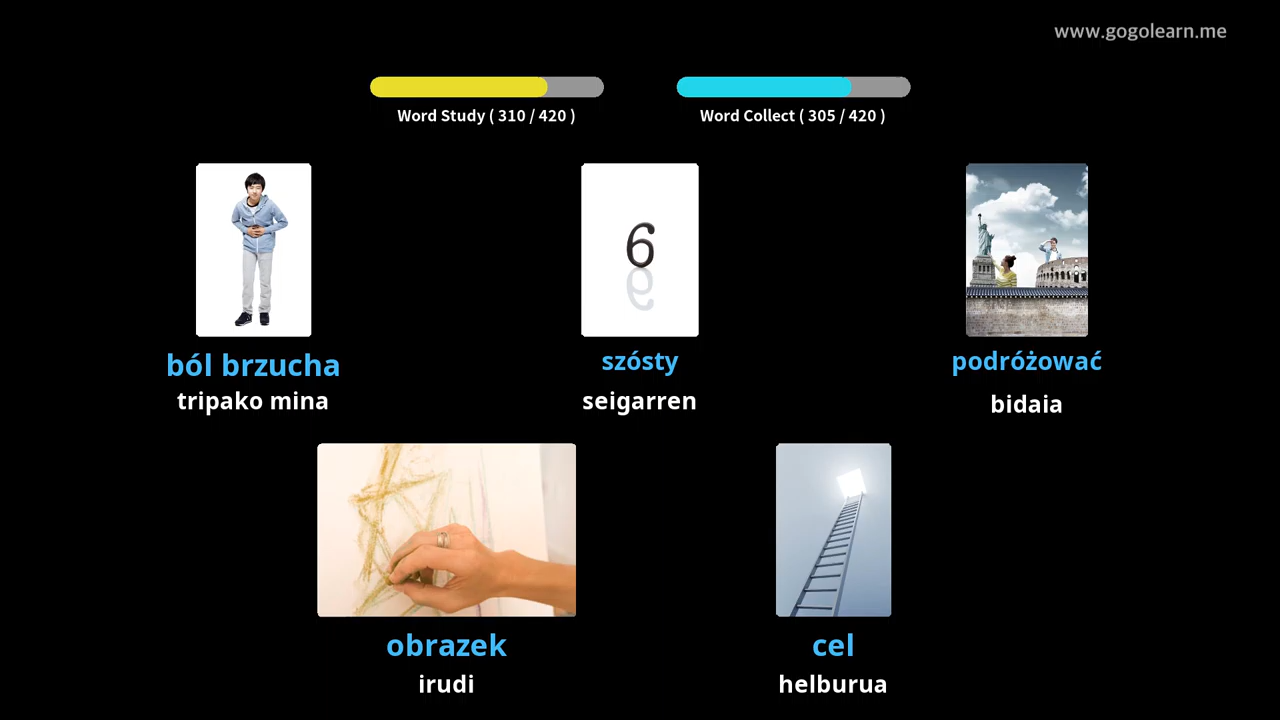 www.gogolearn.me
Word Study ( 310 / 420 )
Word Collect ( 305 / 420 )
6
ból brzucha
tripako mina
szósty
seigarren
podróżować
bidaia
obrazek
irudi
cel
helburua